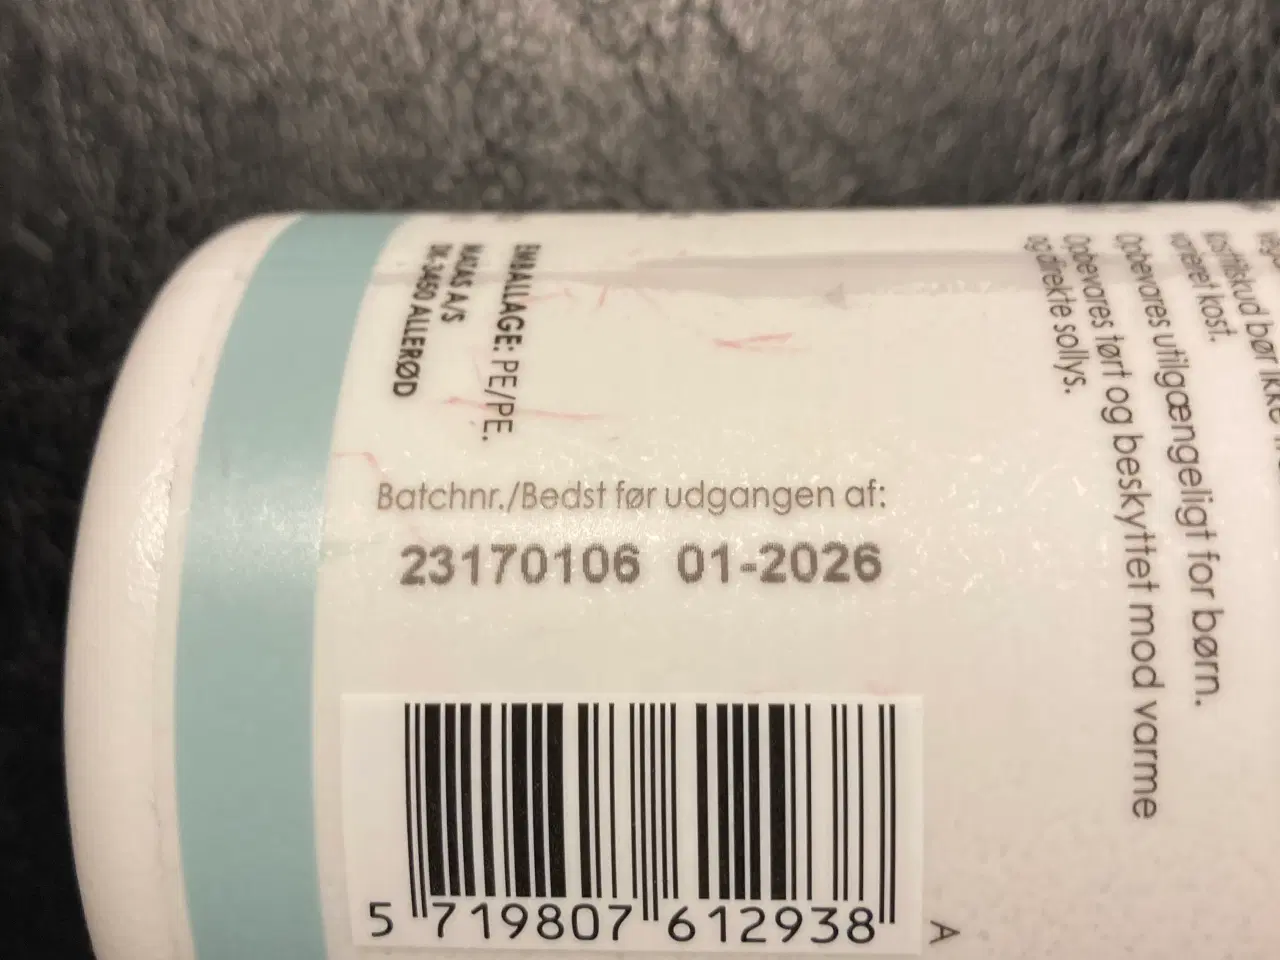 EMBALLAGE: PE/PE.
MATAS A/S
DK-3450 ALLERØD
Batchnr./Bedst før udgangen af:
23170106 01-2026
5 719807 612938
A
kosttilskud bør ikke
varieret kost.
Opbevares utilgængeligt for børn.
Opbevares tørt og beskyttet mod varme
og direkte sollys.